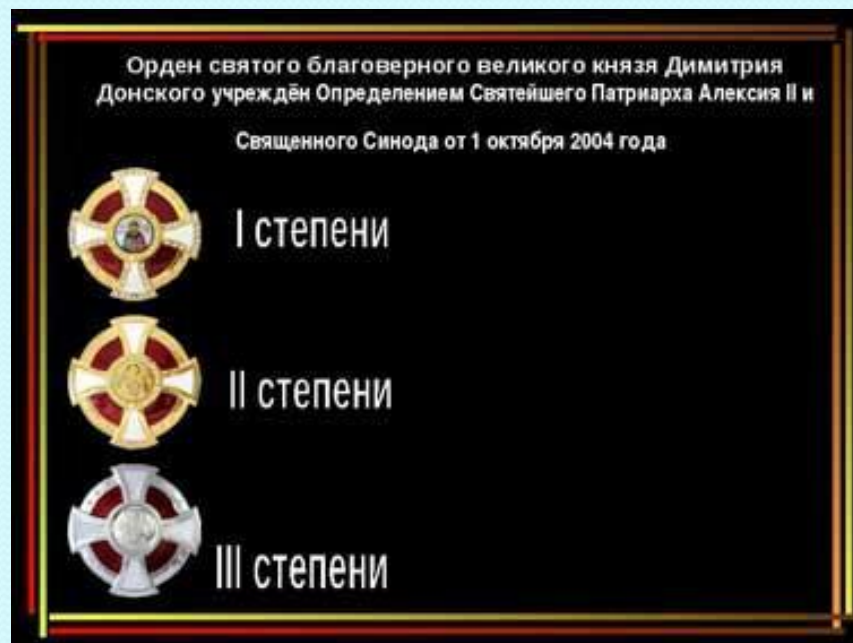 Орден святого благоверного великого князя Димитрия
Донского учреждён Определением Святейшего Патриарха Алексия II и
Священного Синода от 1 октября 2004 года
I степени
II степени
III степени